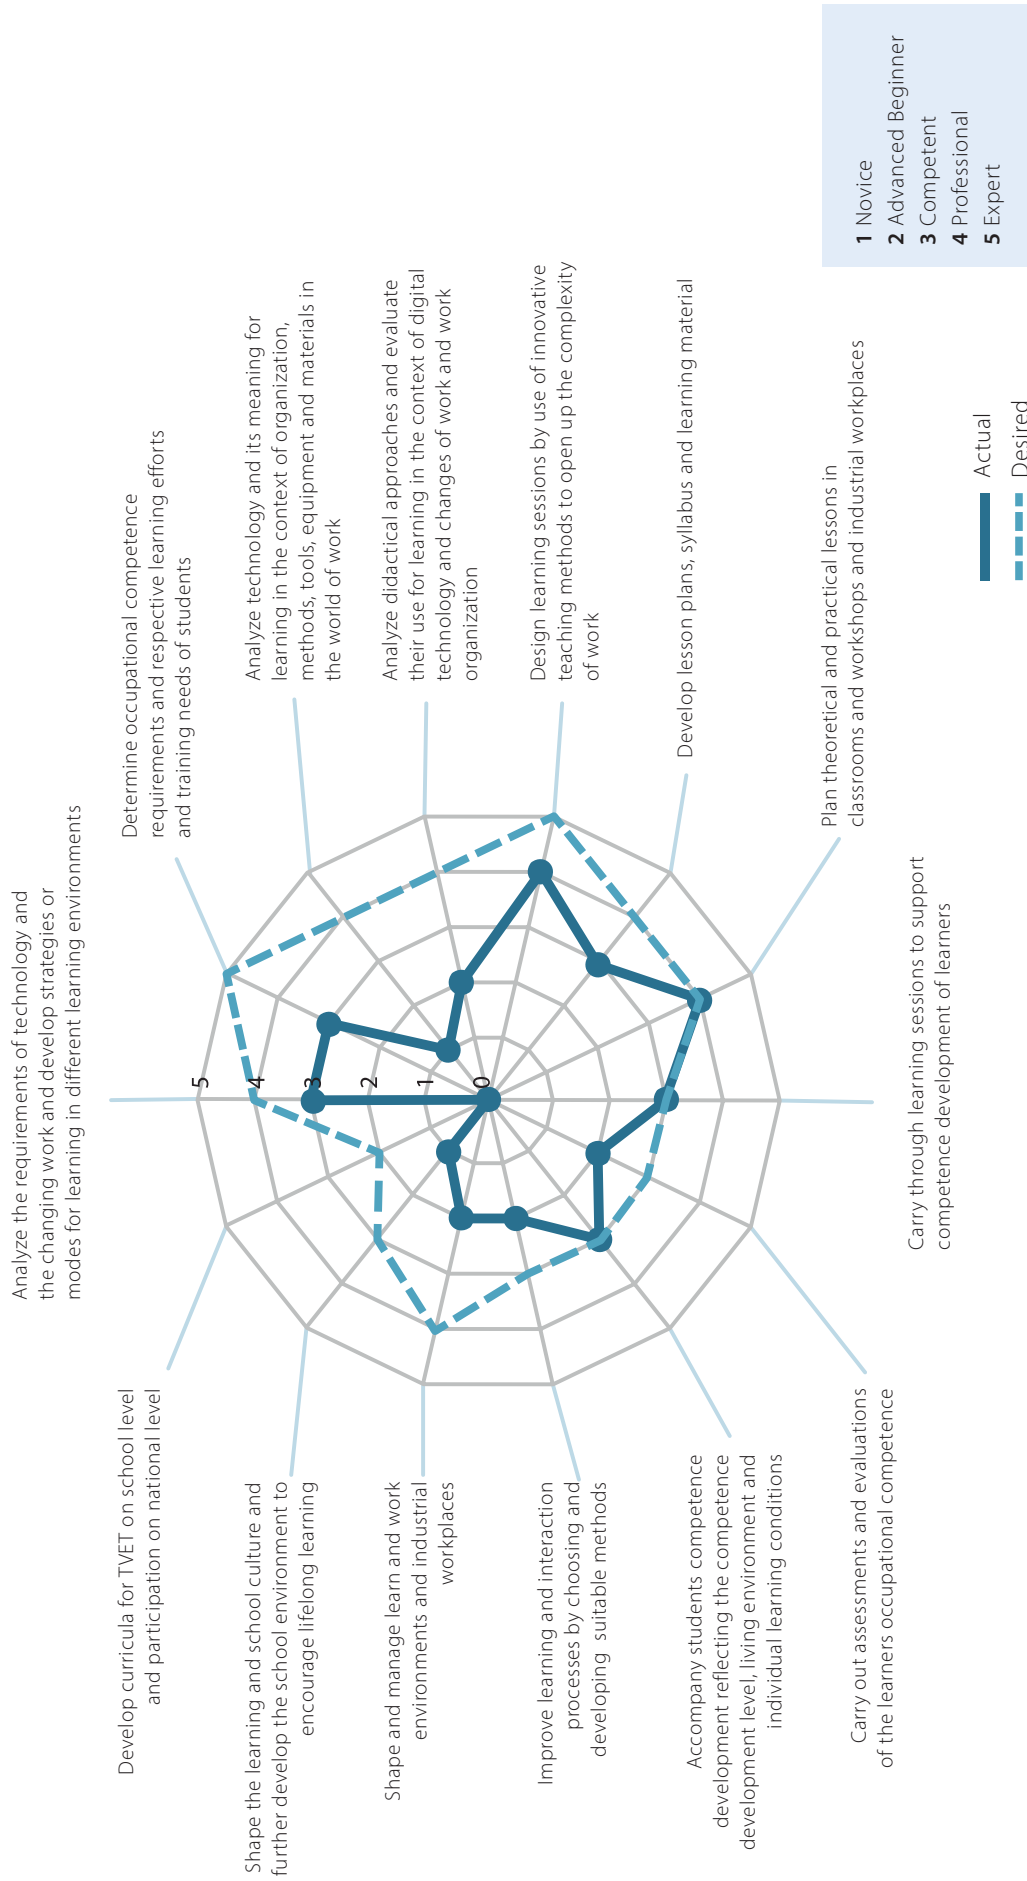 Analyze the requirements of technology and
the changing work and develop strategies or
modes for learning in different learning environments
Determine occupational competence
requirements and respective learning efforts
and training needs of students
Analyze technology and its meaning for
learning in the context of organization,
methods, tools, equipment and materials in
the world of work
Analyze didactical approaches and evaluate
their use for learning in the context of digital
technology and changes of work and work
organization
Design learning sessions by use of innovative
teaching methods to open up the complexity
of work
Develop lesson plans, syllabus and learning material
Plan theoretical and practical lessons in
classrooms and workshops and industrial workplaces
Carry through learning sessions to support
competence development of learners
Carry out assessments and evaluations
of the learners occupational competence
Accompany students competence
development reflecting the competence
development level, living environment and
individual learning conditions
Improve learning and interaction
processes by choosing and
developing suitable methods
Shape and manage learn and work
environments and industrial
workplaces
Shape the learning and school culture and
further develop the school environment to
encourage lifelong learning
Develop curricula for TVET on school level
and participation on national level
5
4
3
2
1
0
Actual
Desired
1 Novice
2 Advanced Beginner
3 Competent
4 Professional
5 Expert